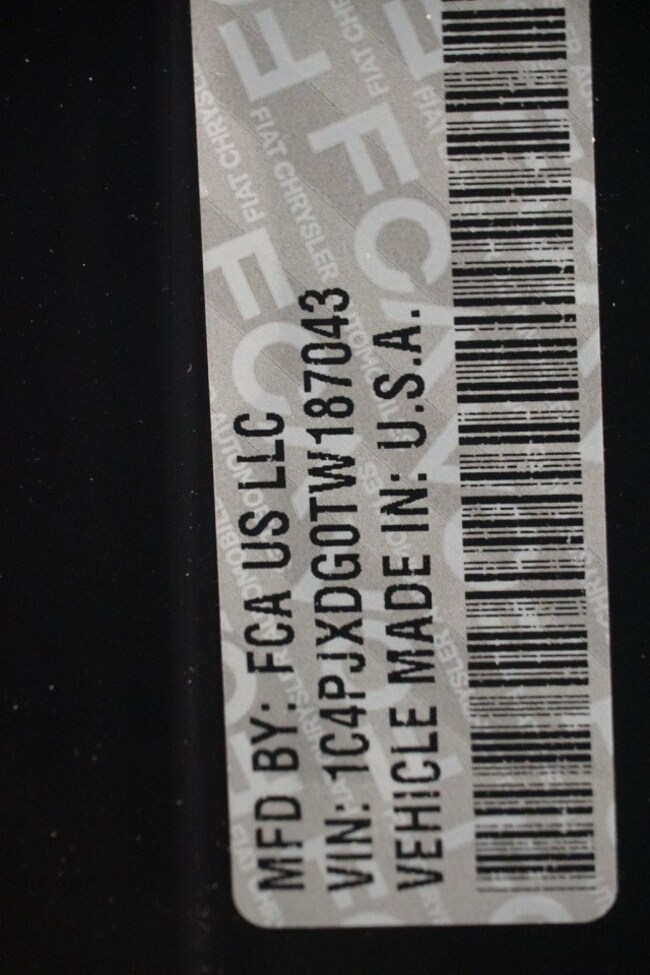 MFD BY: FCA US LLC
VIN: 1C4PJXDG0TW187043
VEHICLE MADE IN: U.S.A.